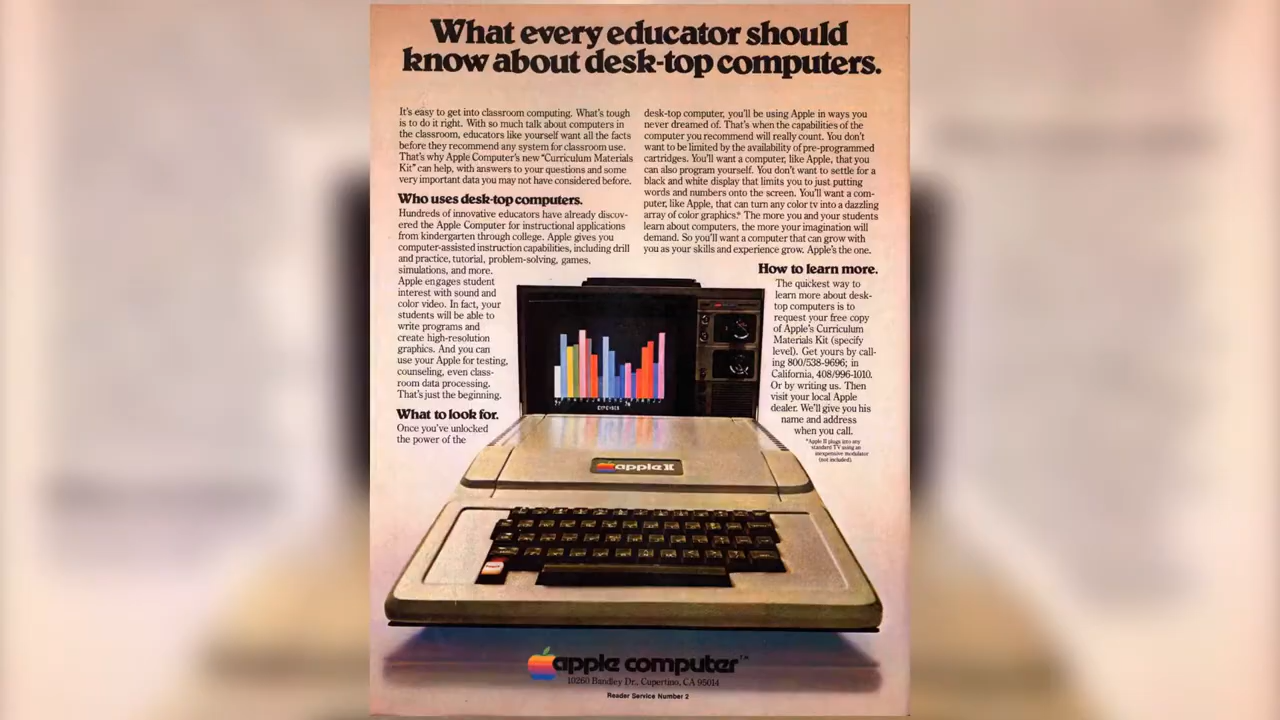 What every educator should
know about desk-top computers.
It's easy to get into classroom computing. What's tough
is to do it right. With so much talk about computers in
the classroom, educators like yourself want all the facts
before they recommend any system for classroom use.
That's why Apple Computer's new "Curriculum Materials
Kit" can help, with answers to your questions and some
very important data you may not have considered before.
Who uses desk-top computers.
Hundreds of innovative educators have already discov-
ered the Apple Computer for instructional applications
from kindergarten through college. Apple gives you
computer-assisted instruction capabilities, including drill
and practice, tutorial, problem-solving, games,
simulations, and more.
Apple engages student
interest with sound and
color video. In fact, your
students will be able to
write programs and
create high-resolution
graphics. And you can
use your Apple for testing,
counseling, even class-
room data processing.
That's just the beginning.
What to look for.
Once you've unlocked
the power of the
desk-top computer, you'll be using Apple in ways you
never dreamed of. That's when the capabilities of the
computer you recommend will really count. You don't
want to be limited by the availability of pre-programmed
cartridges. You'll want a computer, like Apple, that you
can also program yourself. You don't want to settle for a
black and white display that limits you to just putting
words and numbers onto the screen. You'll want a com-
puter, like Apple, that can turn any color tv into a dazzling
array of color graphics.* The more you and your students
learn about computers, the more your imagination will
demand. So you'll want a computer that can grow with
you as your skills and experience grow. Apple's the one.
How to learn more.
The quickest way to
learn more about desk-
top computers is to
request your free copy
of Apple's Curriculum
Materials Kit (specify
level). Get yours by call-
ing 800/538-9696; in
California, 408/996-1010.
Or by writing us. Then
visit your local Apple
dealer. We'll give you his
name and address
when you call.
*Apple II plugs into any
standard TV using an
inexpensive modulator
(not included).
EXPENSES
apple II
apple computer™
10260 Bandley Dr., Cupertino, CA 95014
Reader Service Number 2